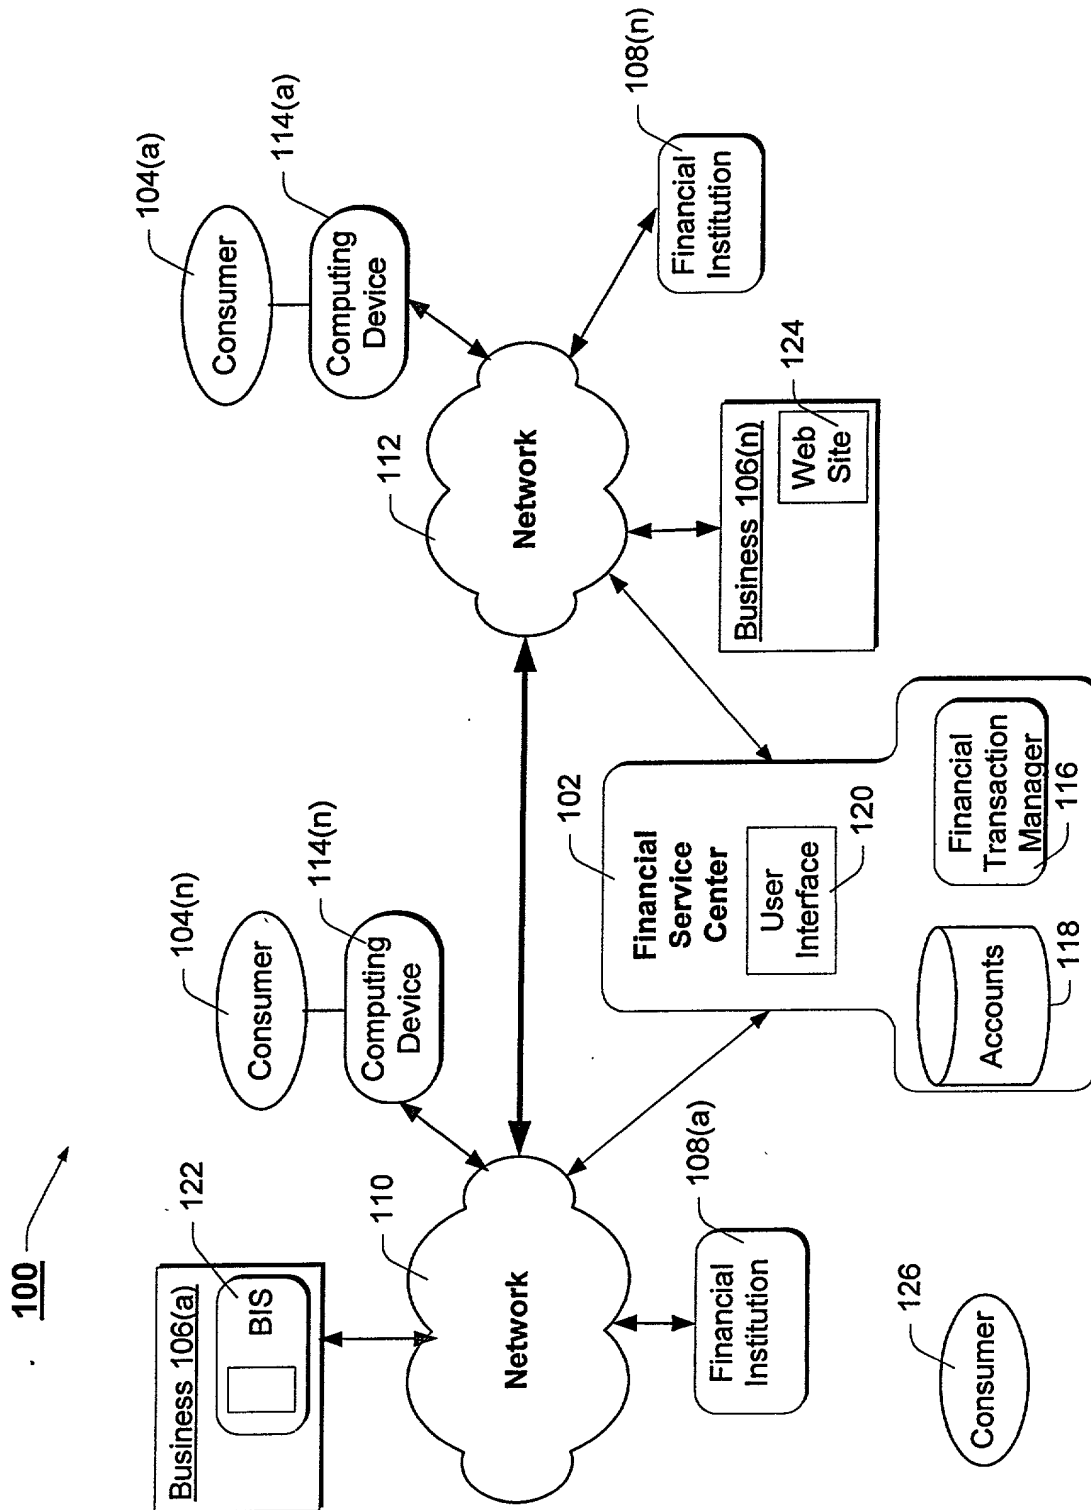 100
Business 106(a)
122
BIS
104(n)
Consumer
114(n)
Computing
Device
104(a)
Consumer
114(a)
Computing
Device
110
Network
112
Network
108(a)
Financial
Institution
102
Financial
Service
Center
User
Interface
120
Business 106(n)
Web
Site
124
108(n)
Financial
Institution
126
Consumer
Accounts
118
Financial
Transaction
Manager
116